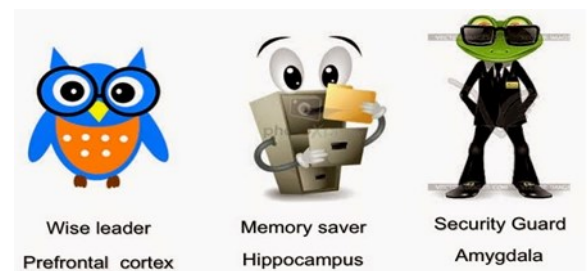 Wise leader
Prefrontal cortex
Memory saver
Hippocampus
Security Guard
Amygdala